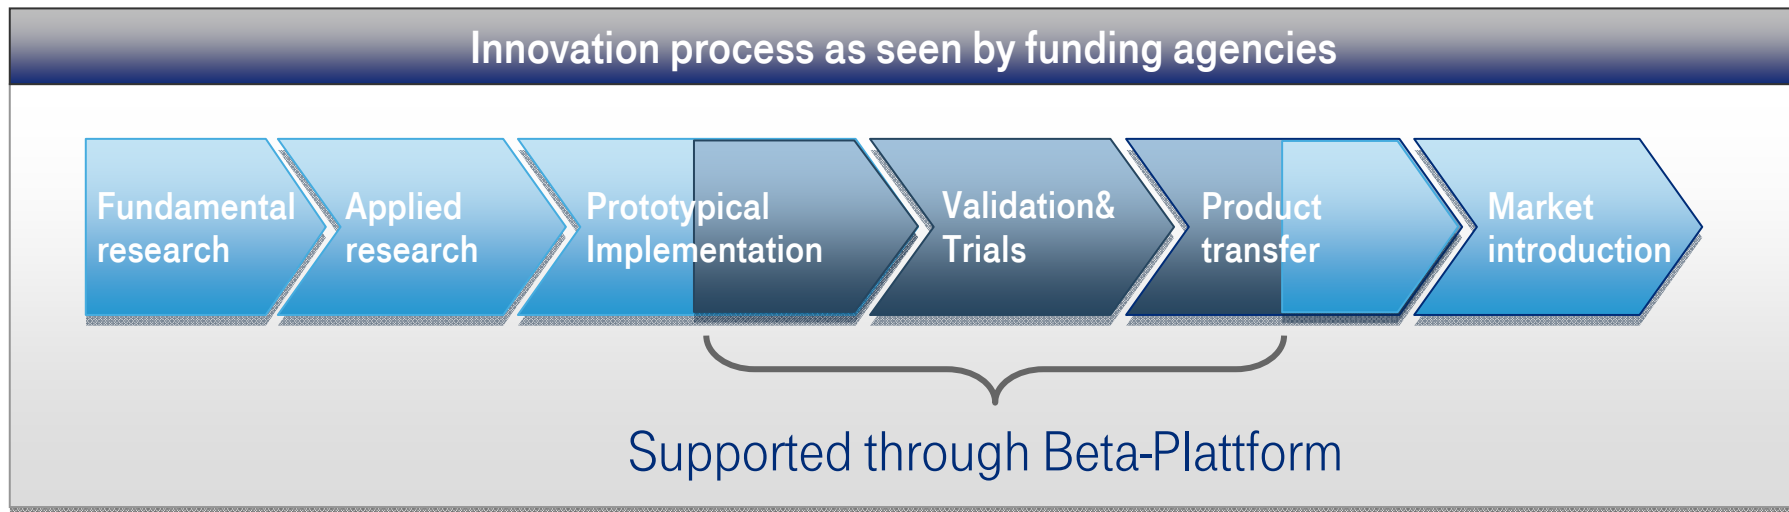 Innovation process as seen by funding agencies
Fundamental
research
Applied
research
Prototypical
Implementation
Validation&
Trials
Product
transfer
Market
introduction
Supported through Beta-Plattform